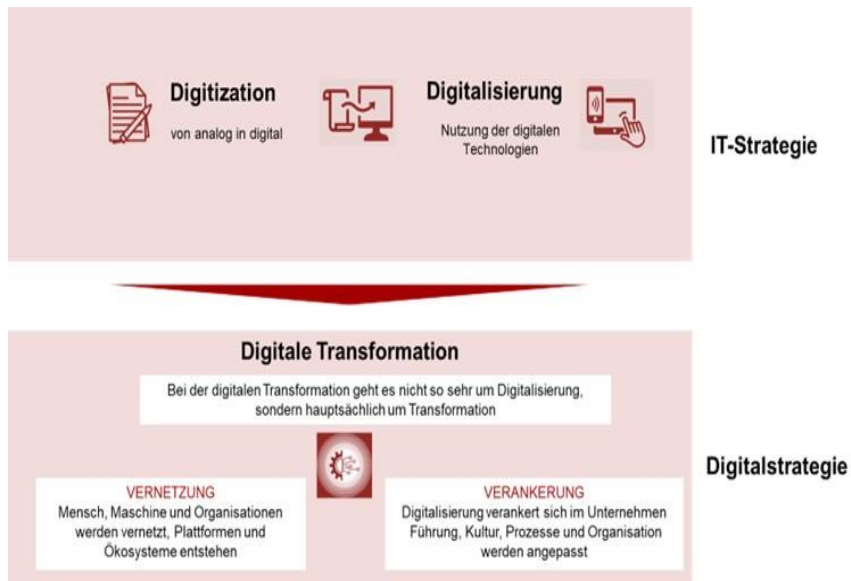 Digitization
von analog in digital
Digitalisierung
Nutzung der digitalen
Technologien
IT-Strategie
Digitale Transformation
Bei der digitalen Transformation geht es nicht so sehr um Digitalisierung,
sondern hauptsächlich um Transformation
VERNETZUNG
Mensch, Maschine und Organisationen
werden vernetzt, Plattformen und
Ökosysteme entstehen
VERANKERUNG
Digitalisierung verankert sich im Unternehmen
Führung, Kultur, Prozesse und Organisation
werden angepasst
Digitalstrategie